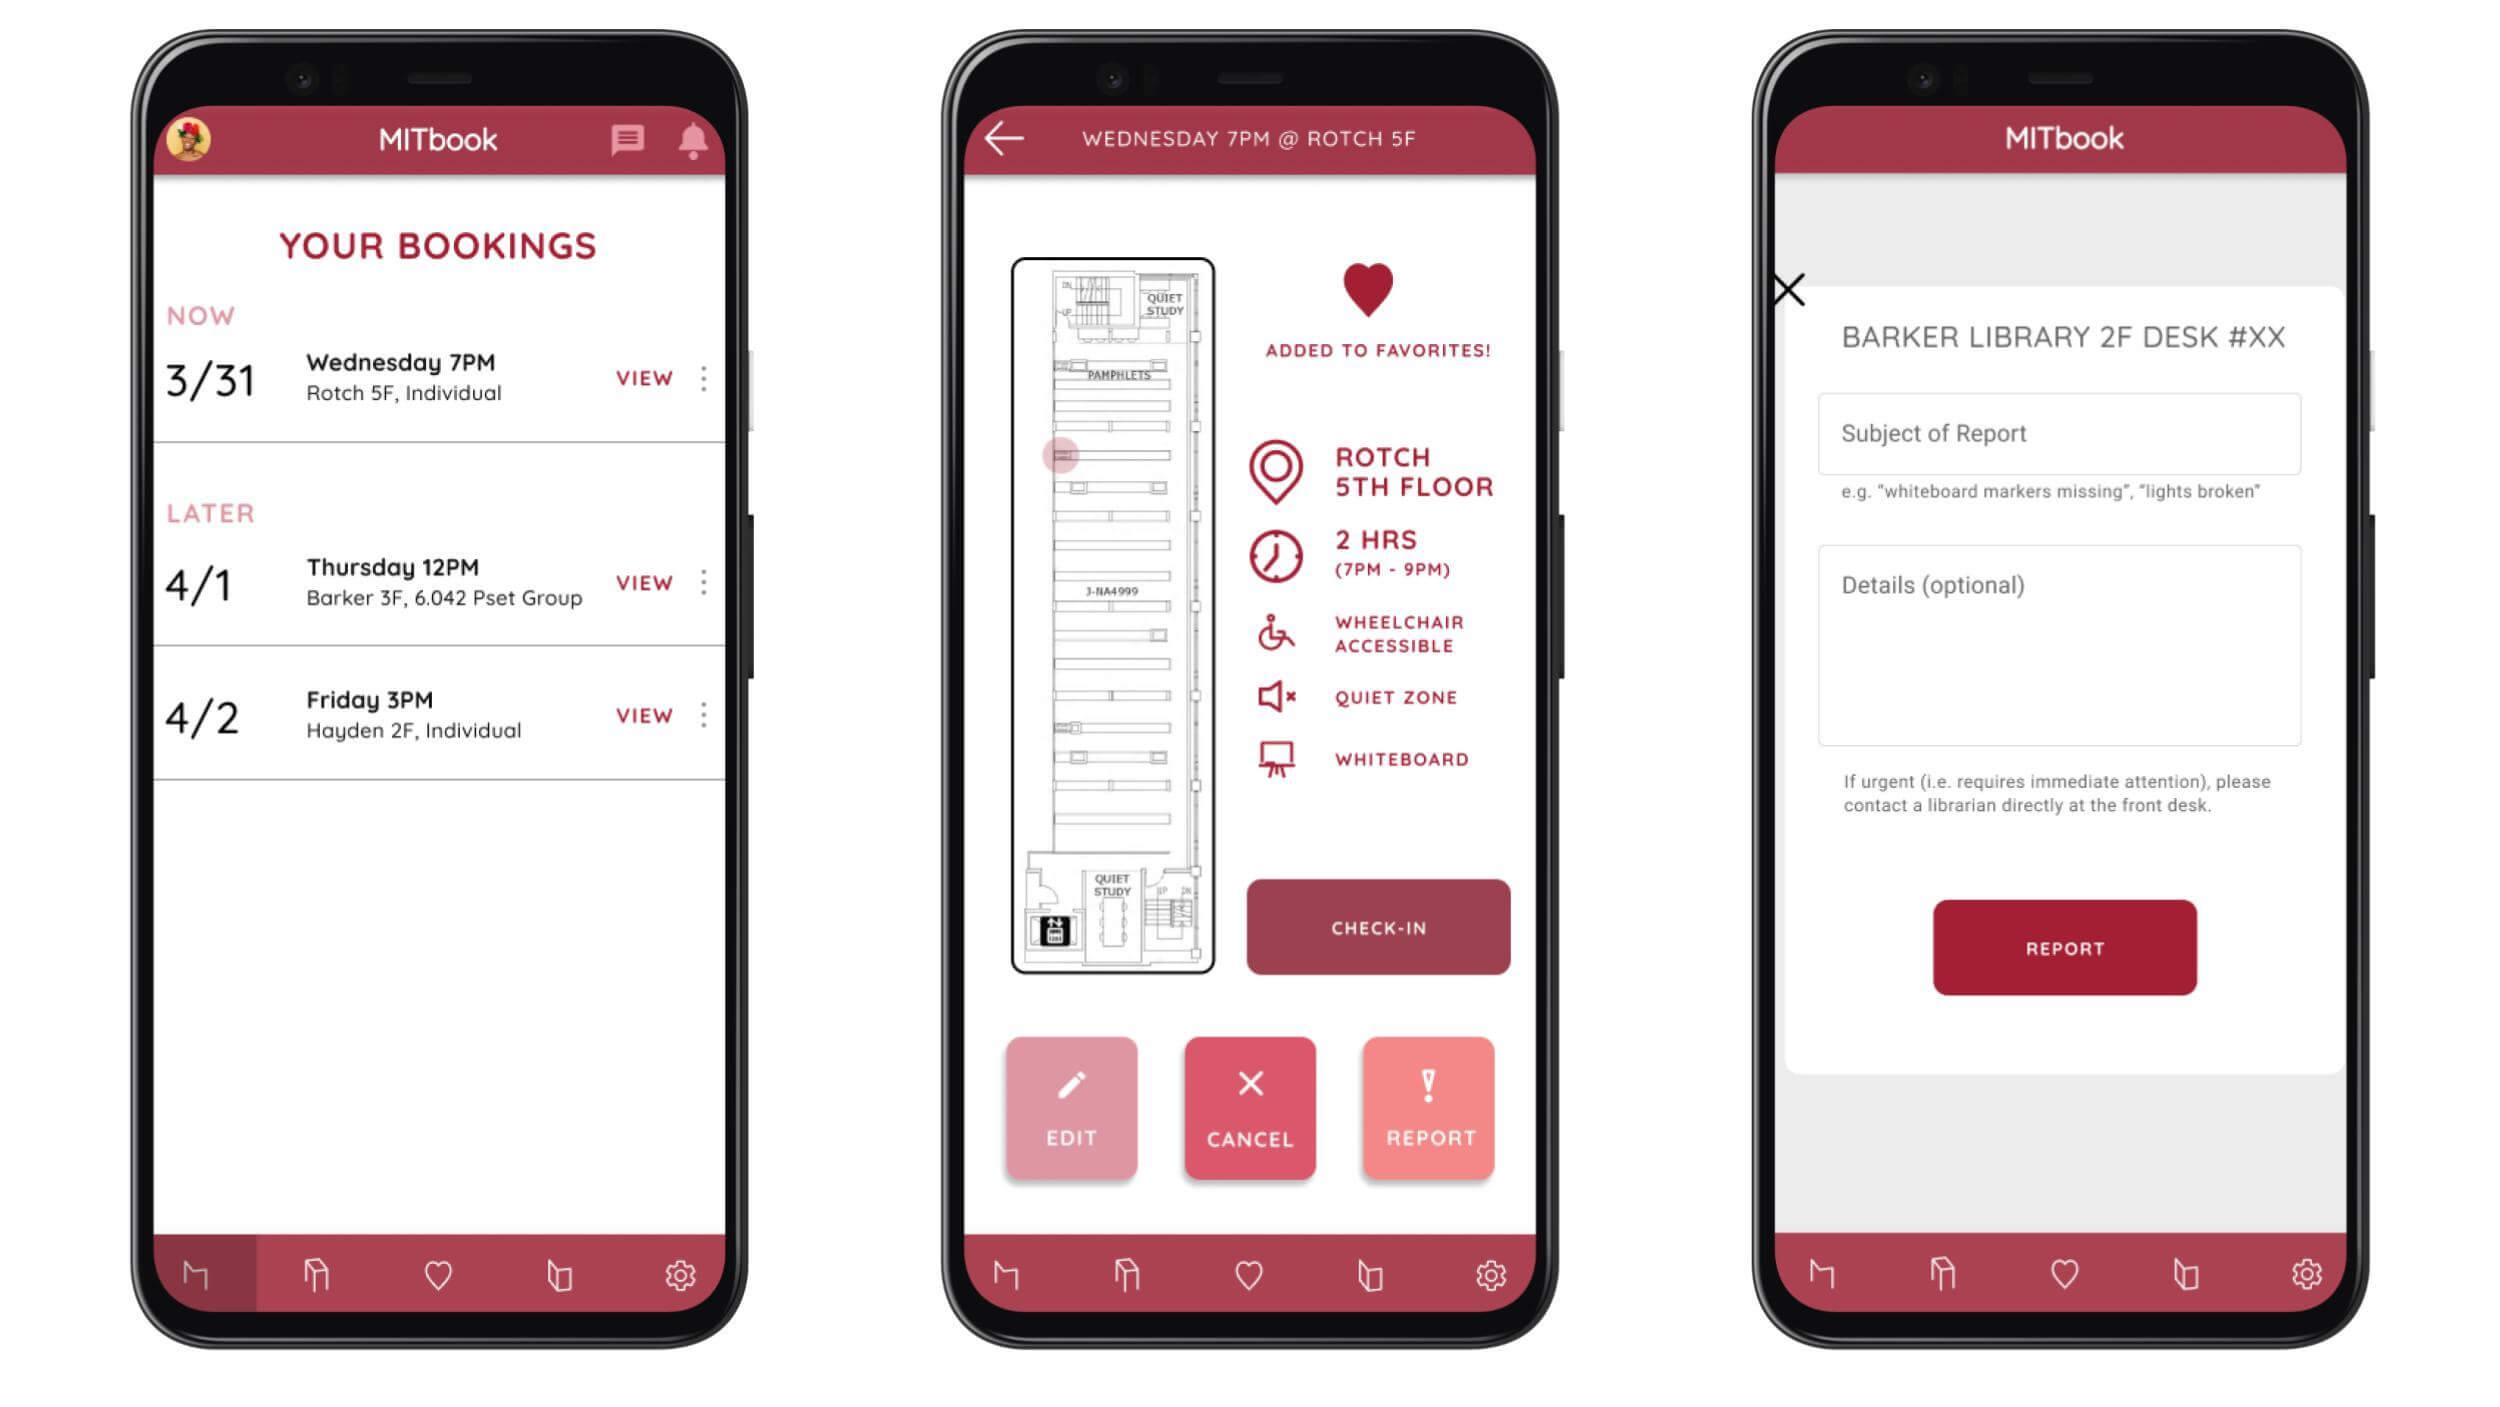 MITbook
YOUR BOOKINGS
NOW
3/31
Wednesday 7PM
Rotch 5F, Individual
VIEW
LATER
4/1
Thursday 12PM
Barker 3F, 6.042 Pset Group
VIEW
4/2
Friday 3PM
Hayden 2F, Individual
VIEW
WEDNESDAY 7PM @ ROTCH 5F
DN
UP
QUIET
STUDY
PAMPHLETS
J-NA4999
QUIET
STUDY
UP
DN
ADDED TO FAVORITES!
ROTCH
5TH FLOOR
2 HRS
(7PM - 9PM)
WHEELCHAIR
ACCESSIBLE
QUIET ZONE
WHITEBOARD
CHECK-IN
EDIT
CANCEL
REPORT
MITbook
BARKER LIBRARY 2F DESK #XX
Subject of Report
e.g. “whiteboard markers missing”, “lights broken”
Details (optional)
If urgent (i.e. requires immediate attention), please
contact a librarian directly at the front desk.
REPORT